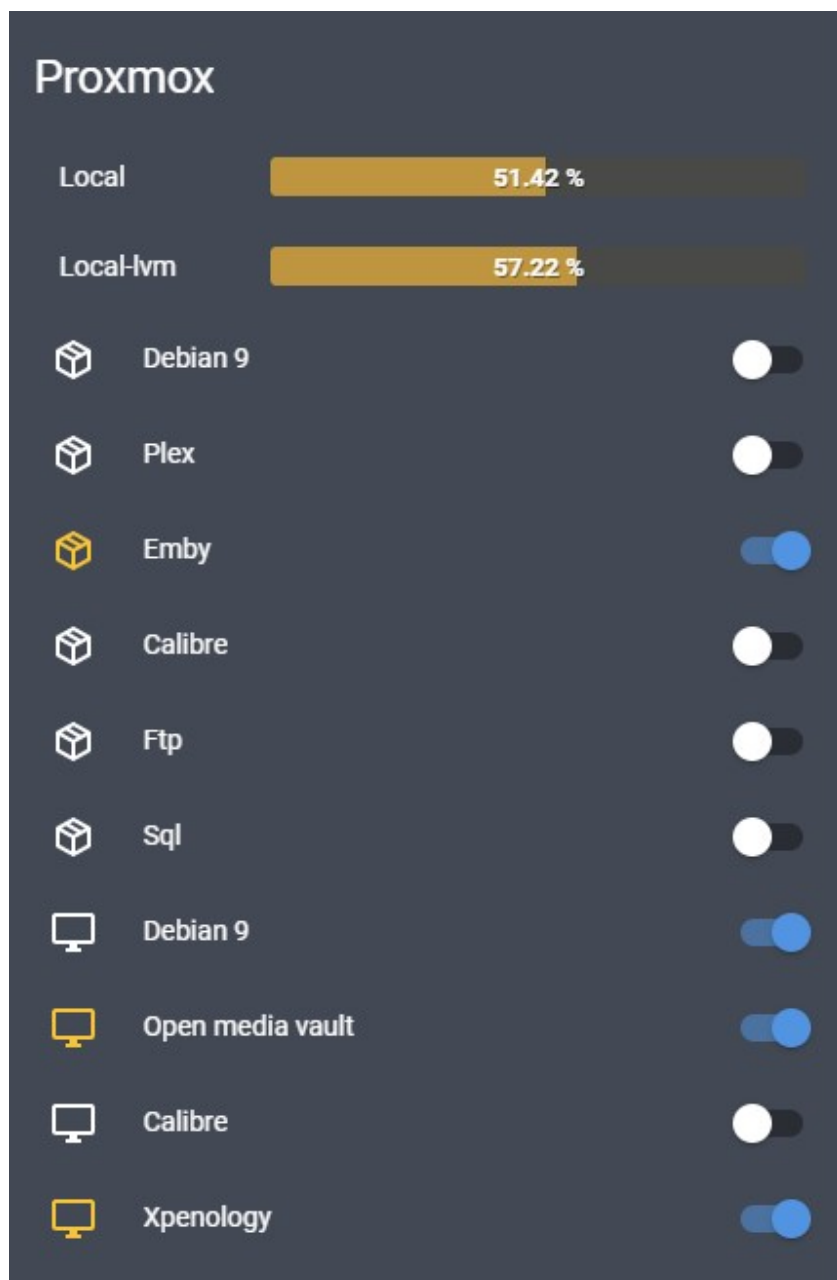 Proxmox
Local 51.42 %
Local-lvm 57.22 %
Debian 9
Plex
Emby
Calibre
Ftp
Sql
Debian 9
Open media vault
Calibre
Xpenology